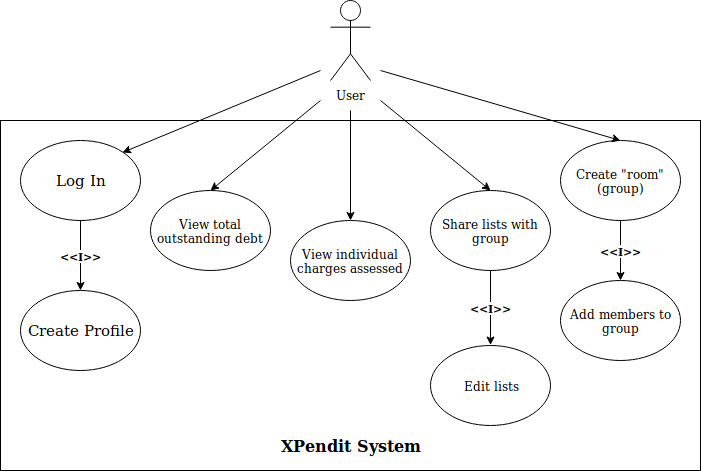 User
Log In
View total
outstanding debt
View individual
charges assessed
Share lists with
group
Create "room"
(group)
<<I>>
<<I>>
<<I>>
Create Profile
Add members to
group
Edit lists
XPendit System